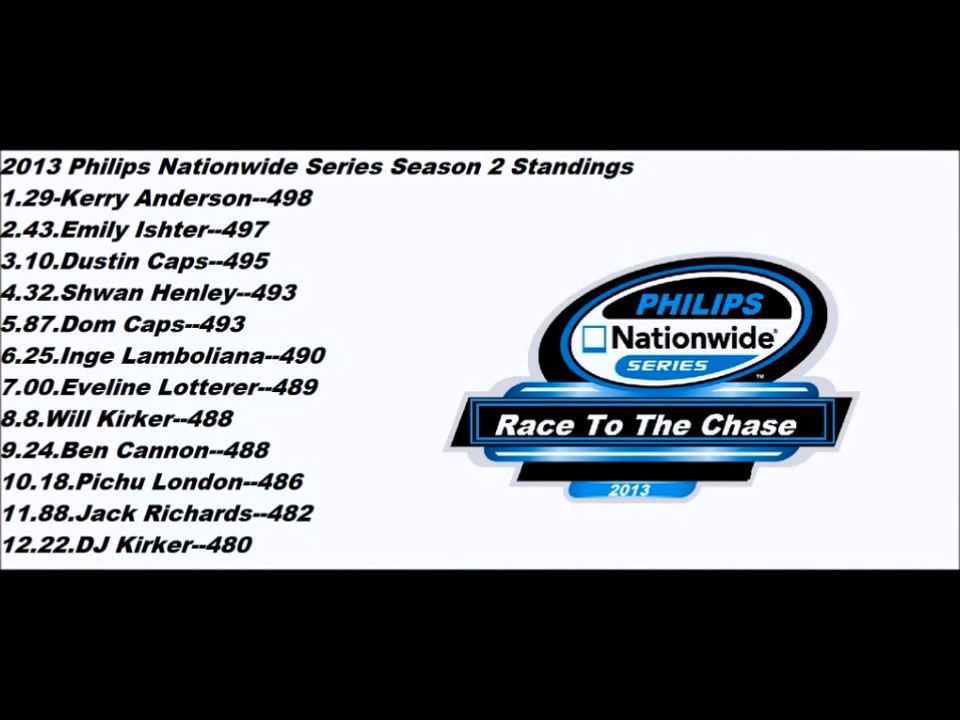 2013 Philips Nationwide Series Season 2 Standings
1.29-Kerry Anderson--498
2.43.Emily Ishter--497
3.10.Dustin Caps--495
4.32.Shwan Henley--493
5.87.Dom Caps--493
6.25.Inge Lamboliana--490
7.00.Eveline Lotterer--489
8.8.Will Kirker--488
9.24.Ben Cannon--488
10.18.Pichu London--486
11.88.Jack Richards--482
12.22.DJ Kirker--480
PHILIPS
Nationwide®
SERIES
™
Race To The Chase
2013